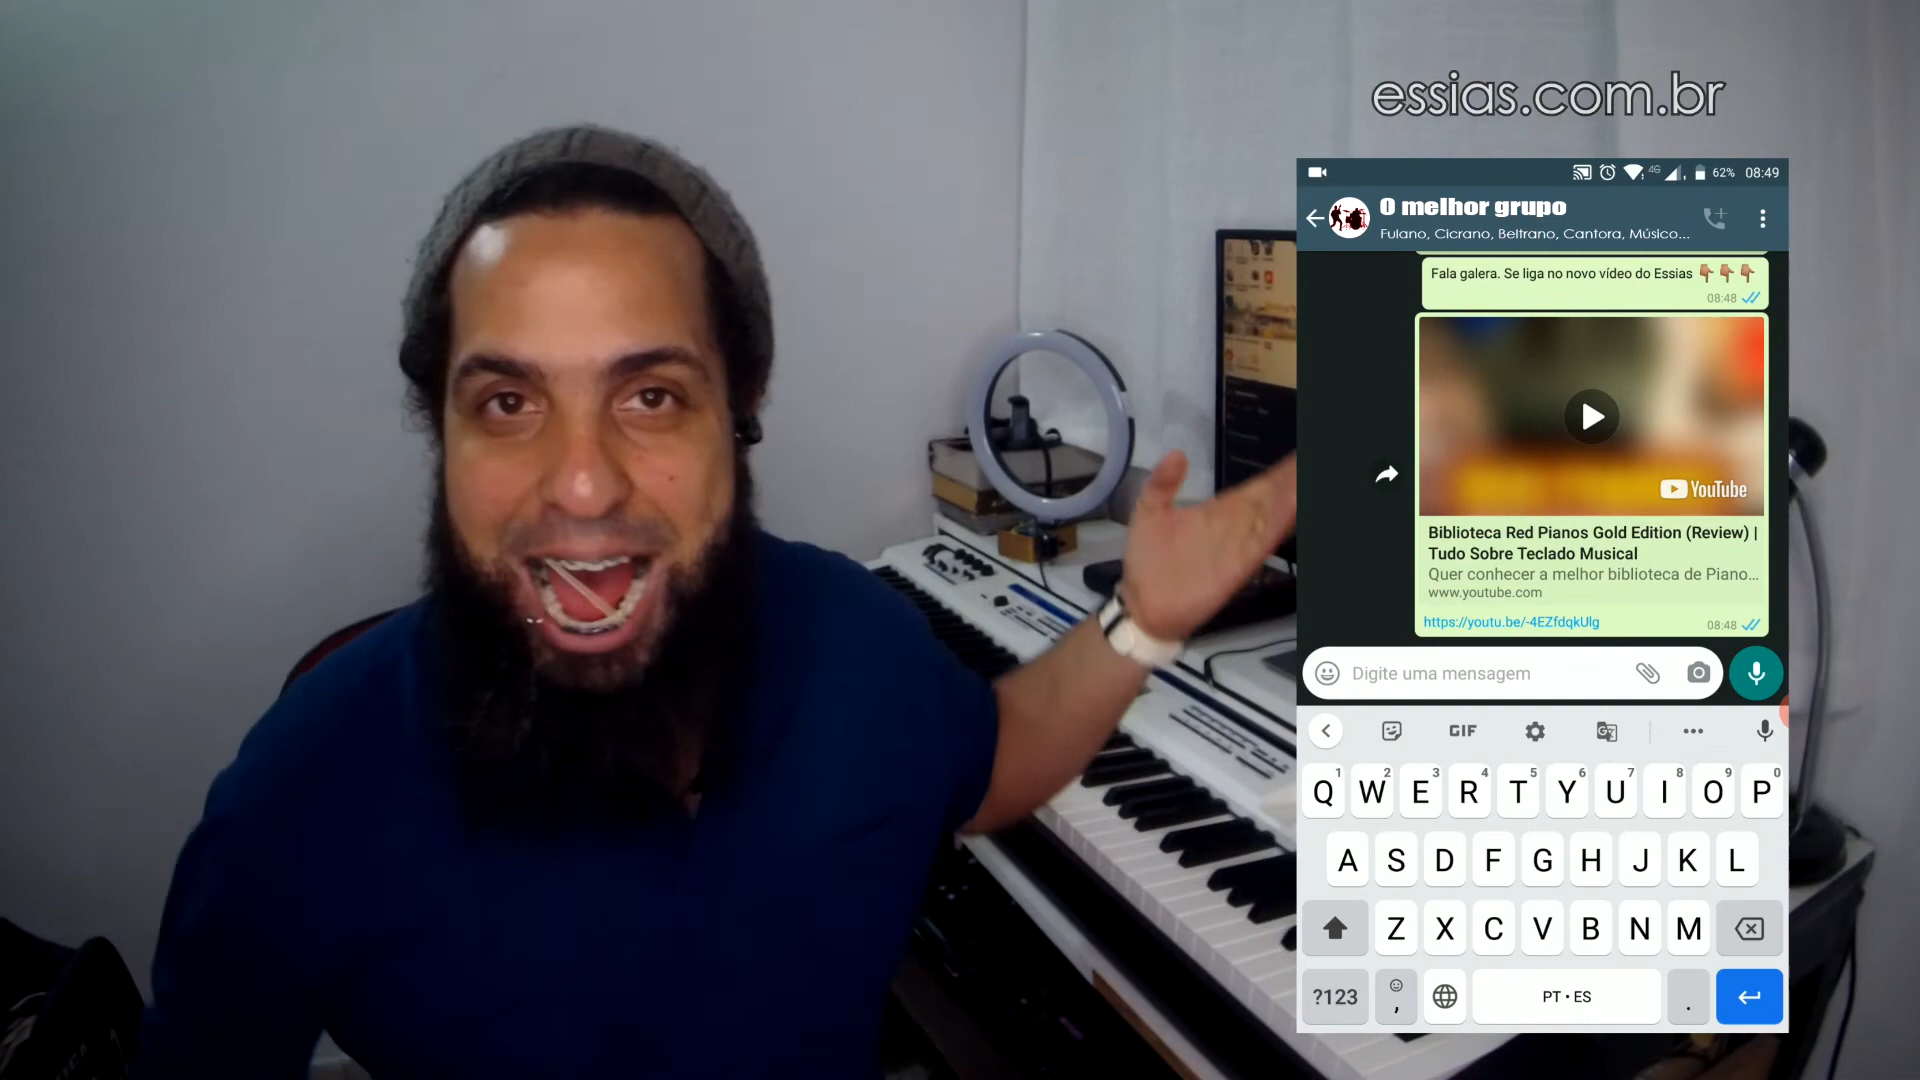 essias.com.br
4G 62% 08:49
O melhor grupo
Fulano, Cicrano, Beltrano, Cantora, Músico...
Fala galera. Se liga no novo vídeo do Essias 👇🏽👇🏽👇🏽
08:48
YouTube
Biblioteca Red Pianos Gold Edition (Review) |
Tudo Sobre Teclado Musical
Quer conhecer a melhor biblioteca de Piano...
www.youtube.com
https://youtu.be/-4EZfdqkUlg
08:48
Digite uma mensagem
GIF
1 2 3 4 5 6 7 8 9 0
Q W E R T Y U I O P
A S D F G H J K L
Z X C V B N M
?123 , PT • ES .